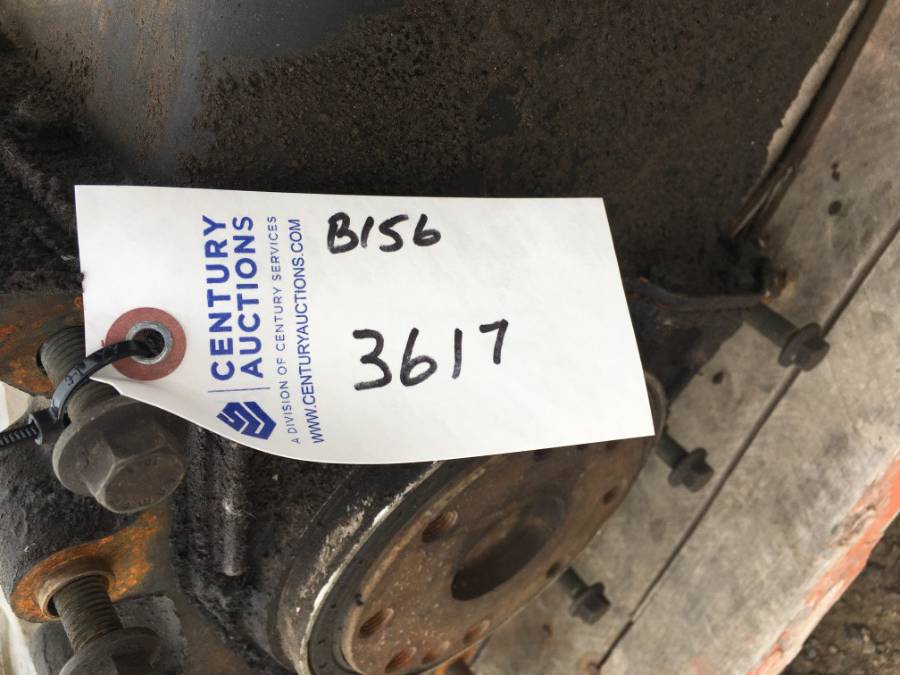 CENTURY
AUCTIONS
A DIVISION OF CENTURY SERVICES
WWW.CENTURYAUCTIONS.COM
B156
3617